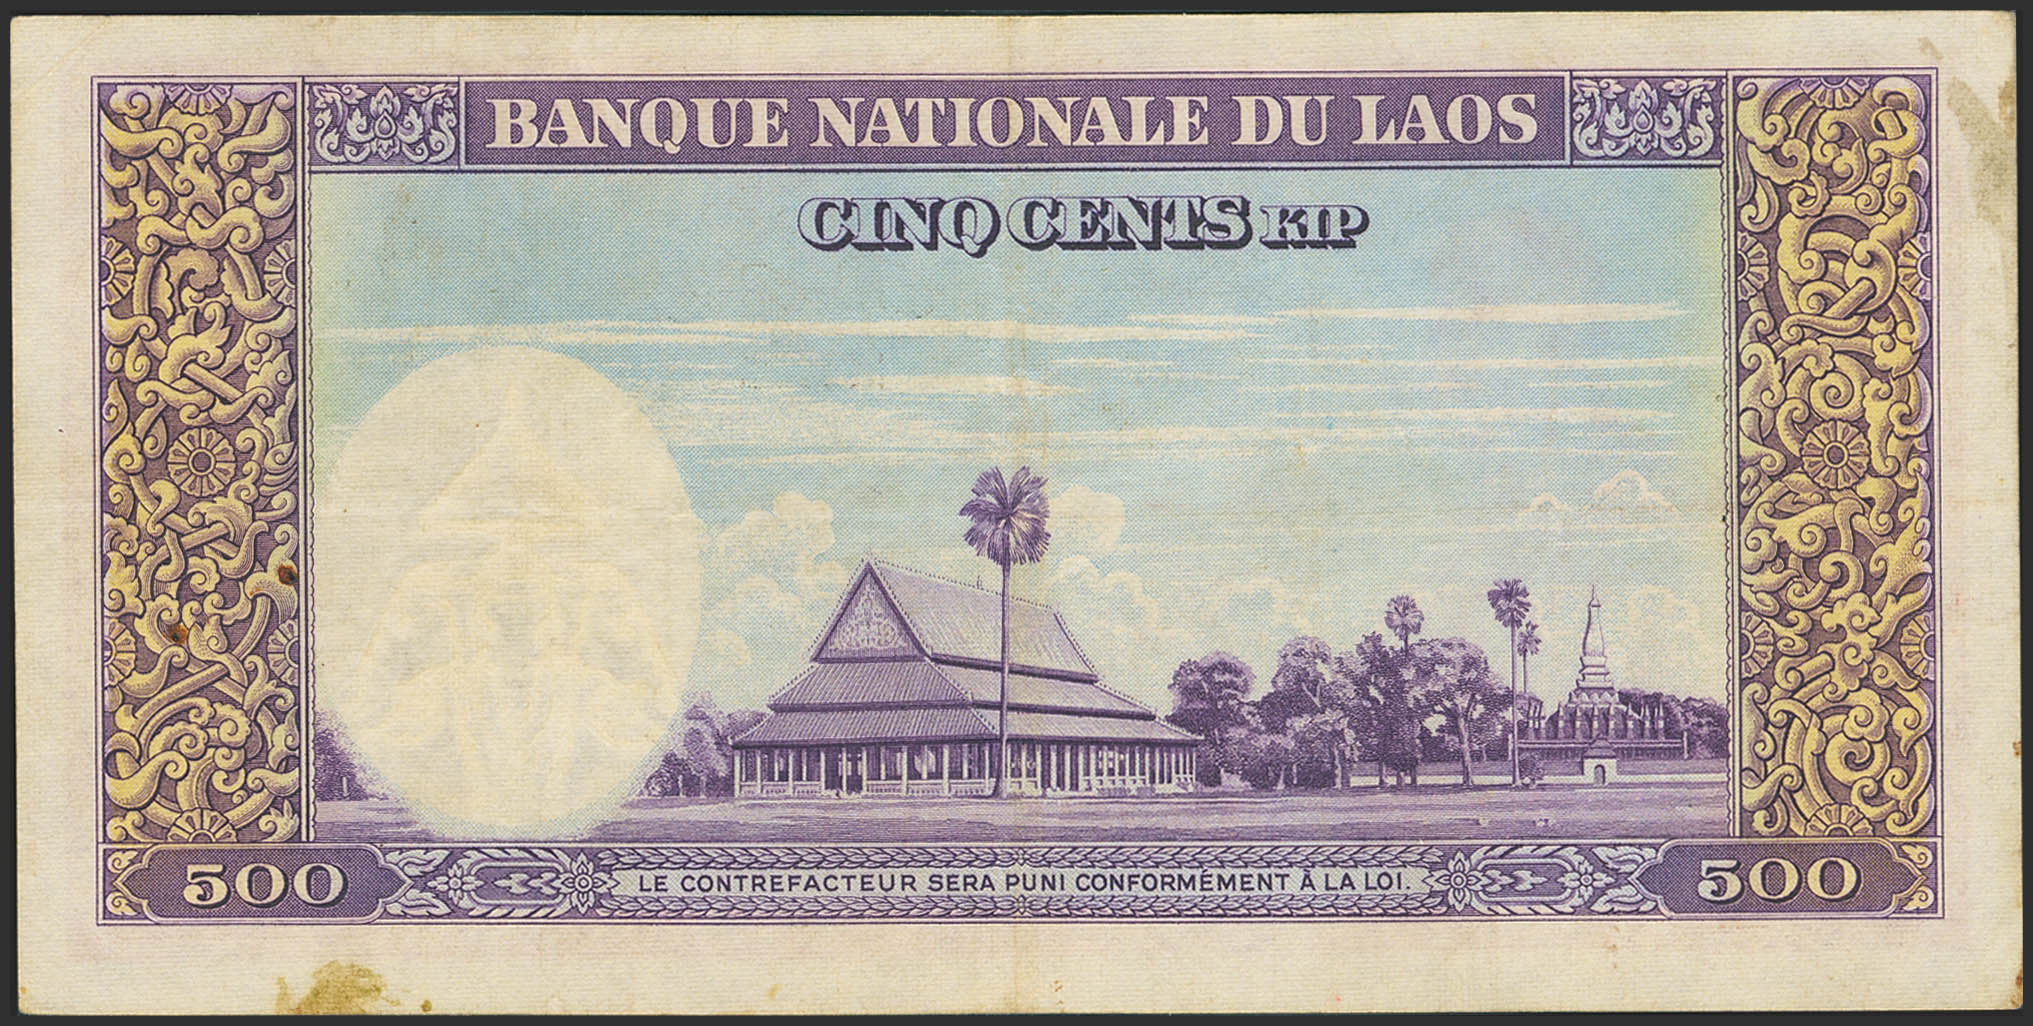 BANQUE NATIONALE DU LAOS
CINQ CENTS KIP
500 LE CONTREFACTEUR SERA PUNI CONFORMÉMENT À LA LOI. 500